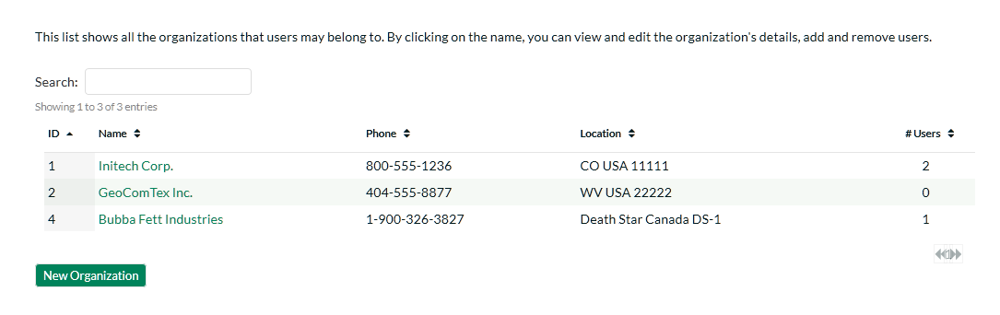 This list shows all the organizations that users may belong to. By clicking on the name, you can view and edit the organization's details, add and remove users.
Search:
Showing 1 to 3 of 3 entries
ID Name Phone Location # Users
1 Initech Corp. 800-555-1236 CO USA 11111 2
2 GeoComTex Inc. 404-555-8877 WV USA 22222 0
4 Bubba Fett Industries 1-900-326-3827 Death Star Canada DS-1 1
1
New Organization